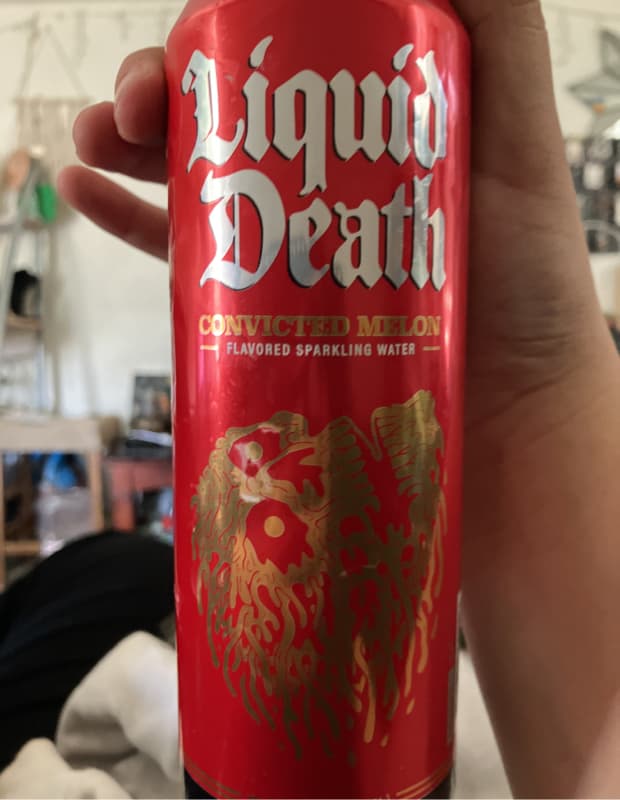 Liquid
Death
CONVICTED MELON
FLAVORED SPARKLING WATER